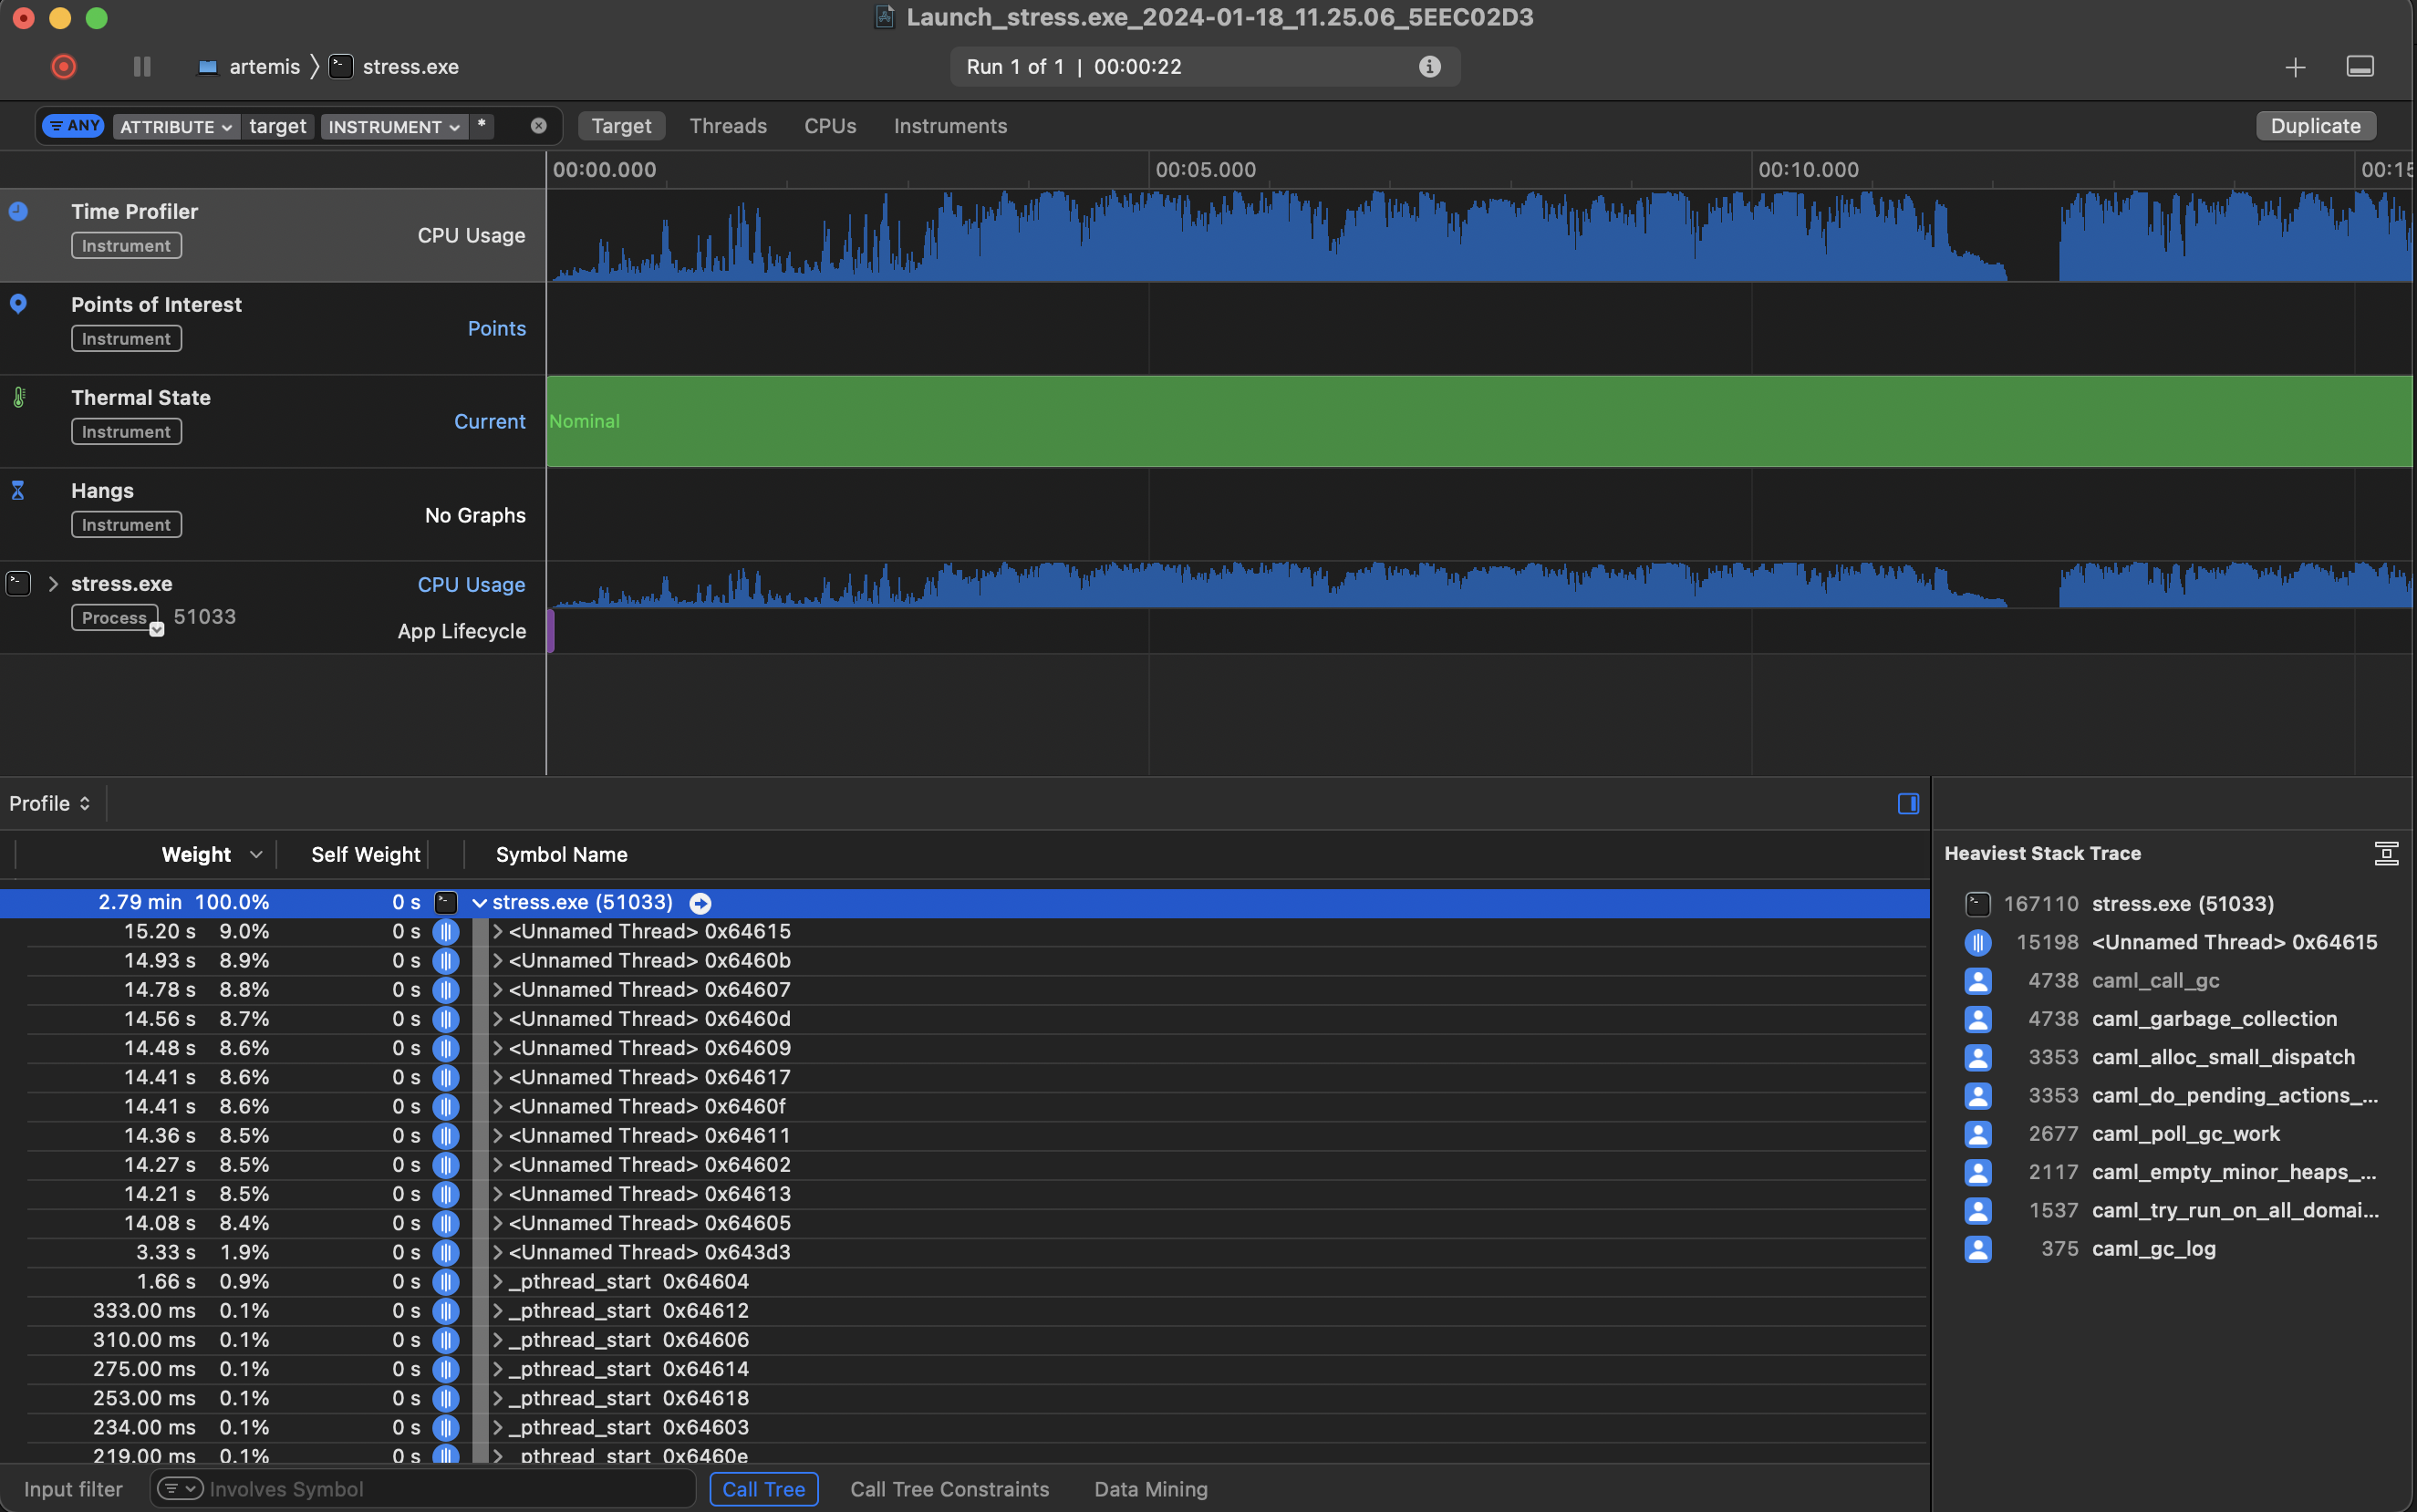 Launch_stress.exe_2024-01-18_11.25.06_5EEC02D3
artemis stress.exe
Run 1 of 1 | 00:00:22
ANY ATTRIBUTE target INSTRUMENT *
Target Threads CPUs Instruments
Duplicate
00:00.000 00:05.000 00:10.000 00:15
Time Profiler
Instrument
CPU Usage
Points of Interest
Instrument
Points
Thermal State
Instrument
Current
Nominal
Hangs
Instrument
No Graphs
stress.exe
CPU Usage
Process 51033
App Lifecycle
Profile
Weight Self Weight Symbol Name
2.79 min 100.0% 0 s stress.exe (51033)
15.20 s 9.0% 0 s <Unnamed Thread> 0x64615
14.93 s 8.9% 0 s <Unnamed Thread> 0x6460b
14.78 s 8.8% 0 s <Unnamed Thread> 0x64607
14.56 s 8.7% 0 s <Unnamed Thread> 0x6460d
14.48 s 8.6% 0 s <Unnamed Thread> 0x64609
14.41 s 8.6% 0 s <Unnamed Thread> 0x64617
14.41 s 8.6% 0 s <Unnamed Thread> 0x6460f
14.36 s 8.5% 0 s <Unnamed Thread> 0x64611
14.27 s 8.5% 0 s <Unnamed Thread> 0x64602
14.21 s 8.5% 0 s <Unnamed Thread> 0x64613
14.08 s 8.4% 0 s <Unnamed Thread> 0x64605
3.33 s 1.9% 0 s <Unnamed Thread> 0x643d3
1.66 s 0.9% 0 s _pthread_start 0x64604
333.00 ms 0.1% 0 s _pthread_start 0x64612
310.00 ms 0.1% 0 s _pthread_start 0x64606
275.00 ms 0.1% 0 s _pthread_start 0x64614
253.00 ms 0.1% 0 s _pthread_start 0x64618
234.00 ms 0.1% 0 s _pthread_start 0x64603
219.00 ms 0.1% 0 s _pthread_start 0x6460e
Heaviest Stack Trace
167110 stress.exe (51033)
15198 <Unnamed Thread> 0x64615
4738 caml_call_gc
4738 caml_garbage_collection
3353 caml_alloc_small_dispatch
3353 caml_do_pending_actions_...
2677 caml_poll_gc_work
2117 caml_empty_minor_heaps_...
1537 caml_try_run_on_all_domai...
375 caml_gc_log
Input filter Involves Symbol Call Tree Call Tree Constraints Data Mining